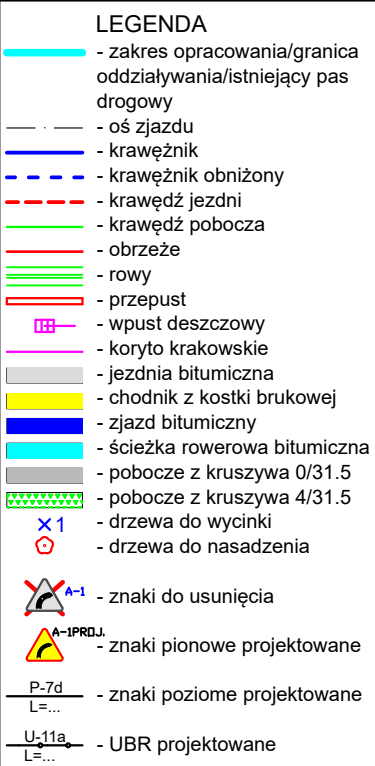 LEGENDA
- zakres opracowania/granica
oddziaływania/istniejący pas
drogowy
- oś zjazdu
- krawężnik
- krawężnik obniżony
- krawędź jezdni
- krawędź pobocza
- obrzeże
- rowy
- przepust
- wpust deszczowy
- koryto krakowskie
- jezdnia bitumiczna
- chodnik z kostki brukowej
- zjazd bitumiczny
- ścieżka rowerowa bitumiczna
- pobocze z kruszywa 0/31.5
- pobocze z kruszywa 4/31.5
×1 - drzewa do wycinki
- drzewa do nasadzenia
A-1 - znaki do usunięcia
A-1PROJ. - znaki pionowe projektowane
P-7d
L=... - znaki poziome projektowane
U-11a
L=... - UBR projektowane